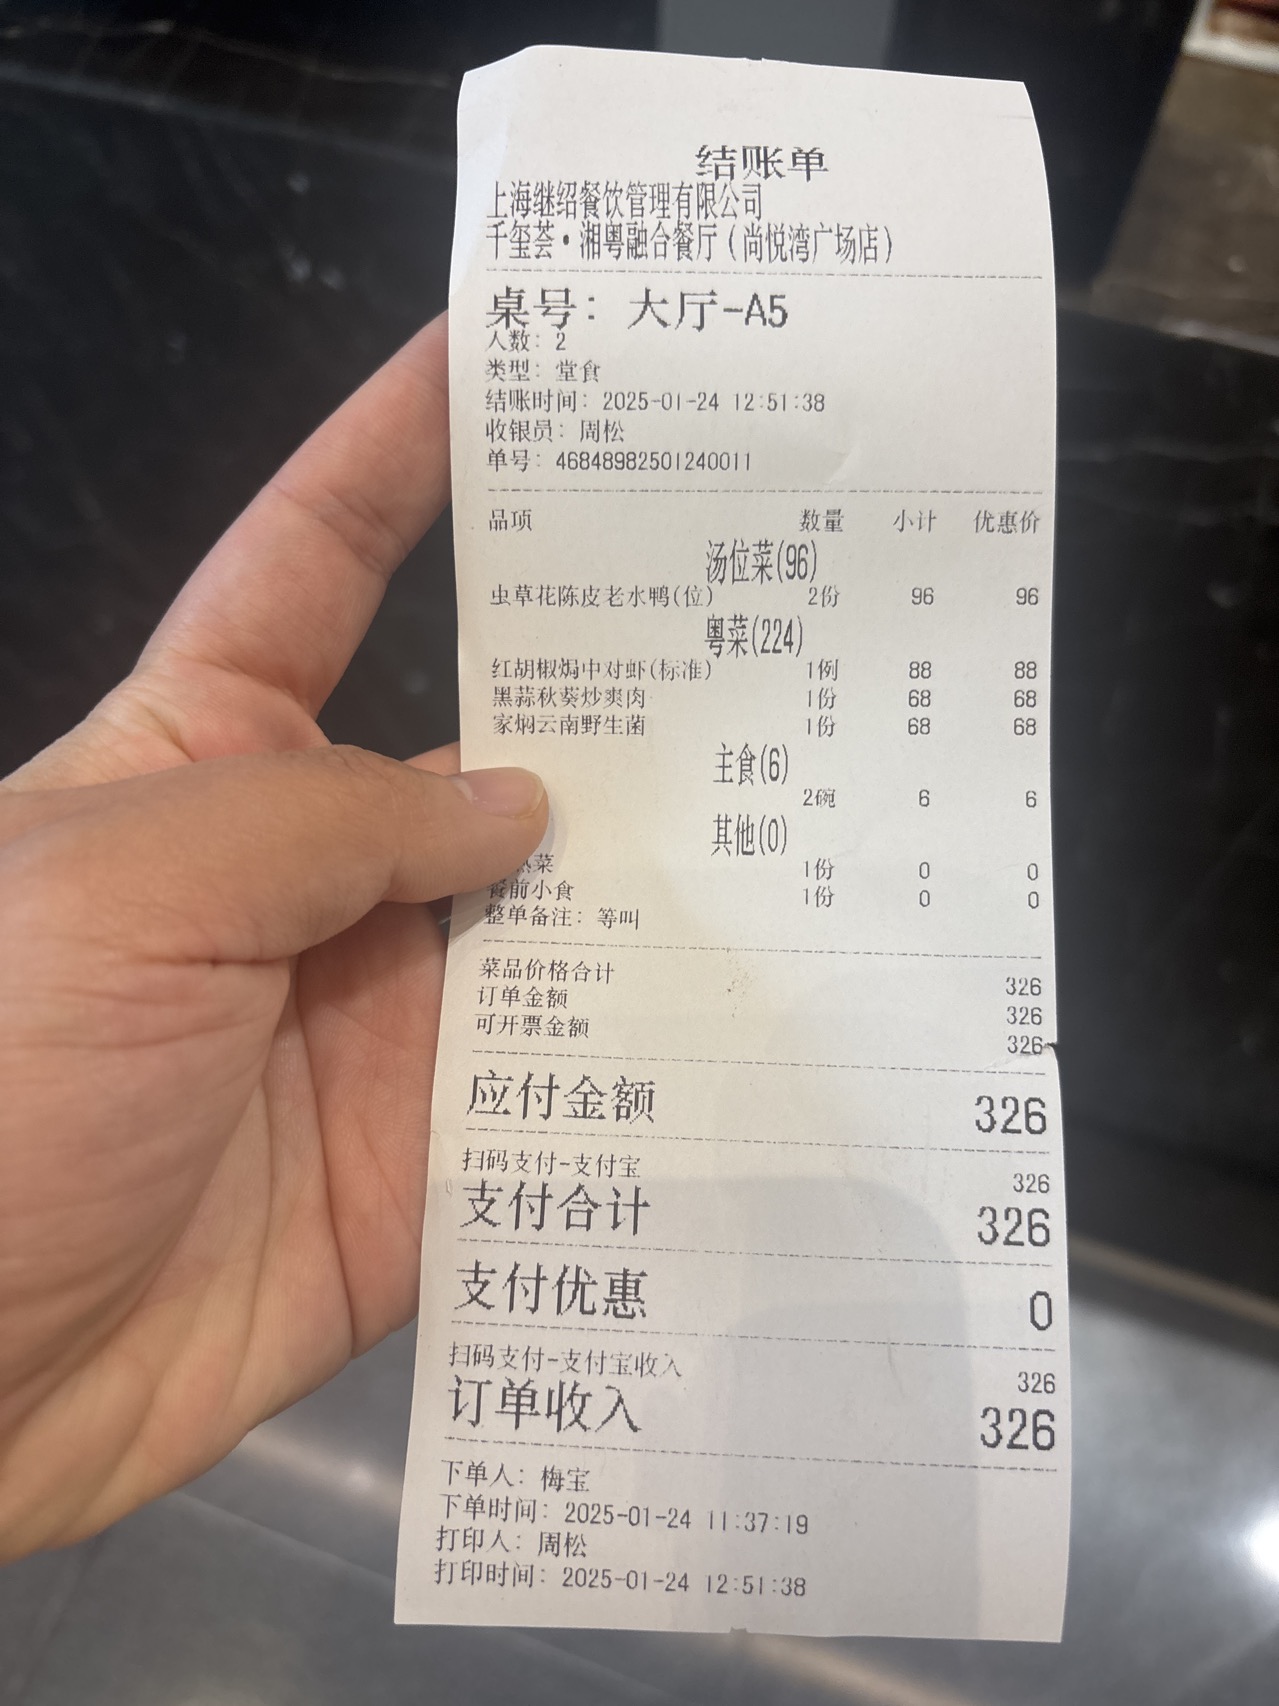 结账单
上海继绍餐饮管理有限公司
千玺荟·湘粤融合餐厅(尚悦湾广场店)
桌号: 大厅-A5
人数: 2
类型: 堂食
结账时间: 2025-01-24 12:51:38
收银员: 周松
单号: 46848982501240011
品项 数量 小计 优惠价
汤位菜(96)
虫草花陈皮老水鸭(位) 2份 96 96
粤菜(224)
红胡椒焗中对虾(标准) 1例 88 88
黑蒜秋葵炒爽肉 1份 68 68
家焖云南野生菌 1份 68 68
主食(6)
2碗 6 6
其他(0)
热菜 1份 0 0
餐前小食 1份 0 0
整单备注: 等叫
菜品价格合计 326
订单金额 326
可开票金额 326
应付金额 326
扫码支付-支付宝 326
支付合计 326
支付优惠 0
扫码支付-支付宝收入 326
订单收入 326
下单人: 梅宝
下单时间: 2025-01-24 11:37:19
打印人: 周松
打印时间: 2025-01-24 12:51:38